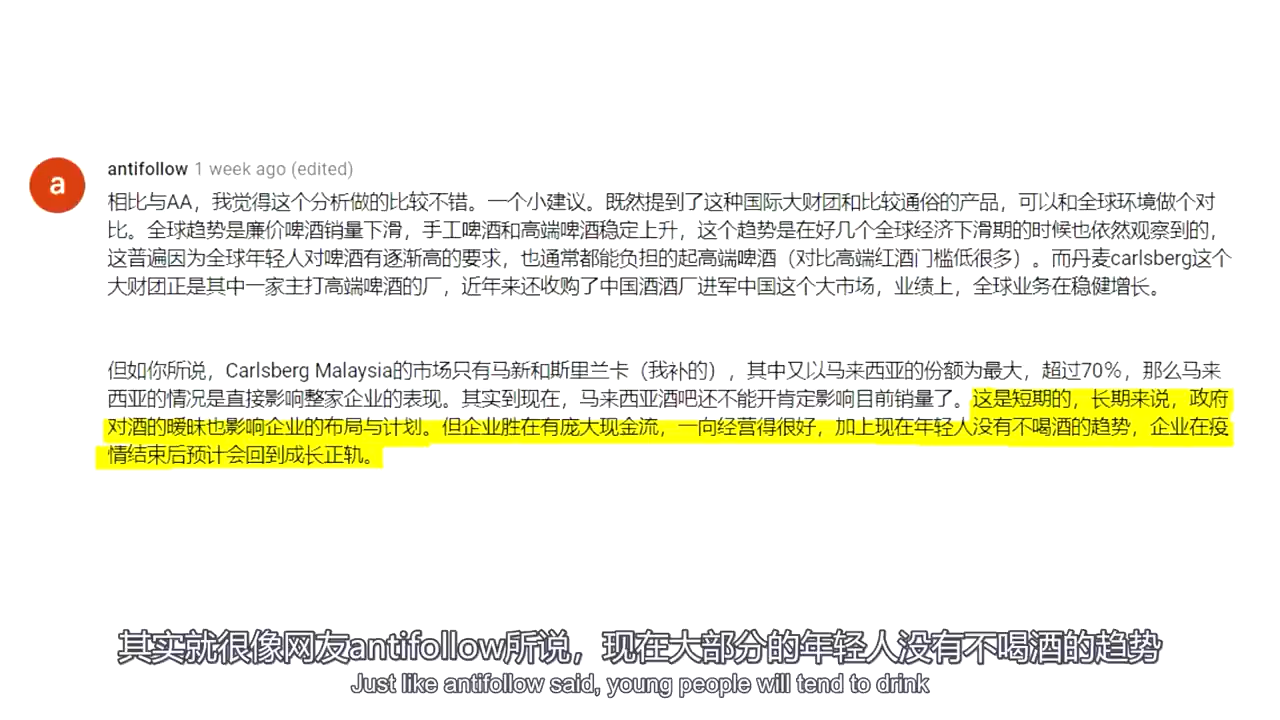 a
antifollow 1 week ago (edited)
相比与AA，我觉得这个分析做的比较不错。一个小建议。既然提到了这种国际大财团和比较通俗的产品，可以和全球环境做个对
比。全球趋势是廉价啤酒销量下滑，手工啤酒和高端啤酒稳定上升，这个趋势是在好几个全球经济下滑期的时候也依然观察到的，
这普遍因为全球年轻人对啤酒有逐渐高的要求，也通常都能负担的起高端啤酒（对比高端红酒门槛低很多）。而丹麦carlsberg这个
大财团正是其中一家主打高端啤酒的厂，近年来还收购了中国酒酒厂进军中国这个大市场，业绩上，全球业务在稳健增长。
但如你所说，Carlsberg Malaysia的市场只有马新和斯里兰卡（我补的），其中又以马来西亚的份额为最大，超过70%，那么马来
西亚的情况是直接影响整家企业的表现。其实到现在，马来西亚酒吧还不能开肯定影响目前销量了。这是短期的，长期来说，政府
对酒的暧昧也影响企业的布局与计划。但企业胜在有庞大现金流，一向经营得很好，加上现在年轻人没有不喝酒的趋势，企业在疫
情结束后预计会回到成长正轨。
其实就很像网友antifollow所说，现在大部分的年轻人没有不喝酒的趋势
Just like antifollow said, young people will tend to drink